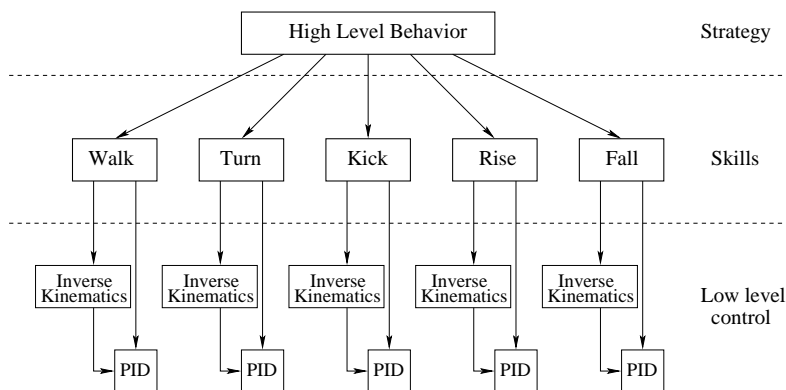 High Level Behavior
Strategy
Walk
Turn
Kick
Rise
Fall
Skills
Inverse
Kinematics
Inverse
Kinematics
Inverse
Kinematics
Inverse
Kinematics
Inverse
Kinematics
Low level
control
PID
PID
PID
PID
PID